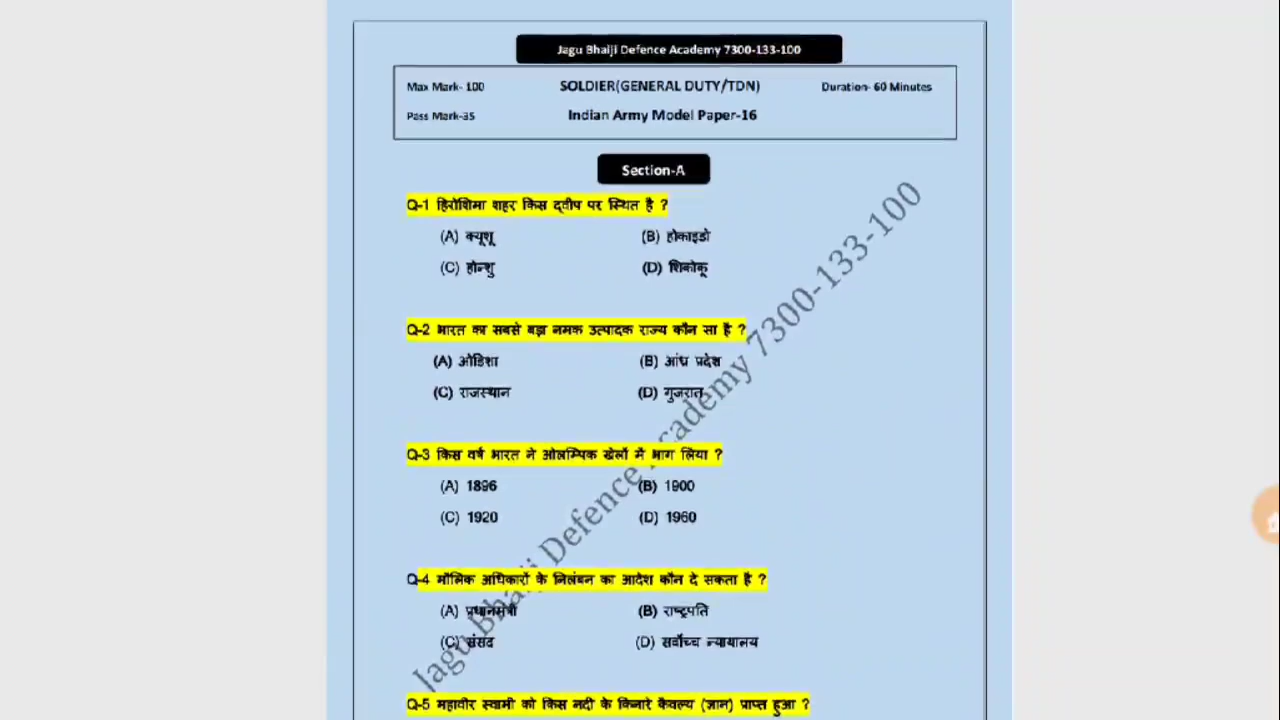 Jagu Bhaiji Defence Academy 7300-133-100
Max Mark- 100 SOLDIER(GENERAL DUTY/TDN) Duration- 60 Minutes
Pass Mark-35 Indian Army Model Paper-16
Section-A
Q-1 हिरोशिमा शहर किस द्वीप पर स्थित है ?
(A) क्यूशू (B) होकाइडो
(C) होन्शु (D) शिकोकू
Q-2 भारत का सबसे बड़ा नमक उत्पादक राज्य कौन सा है ?
(A) ओडिशा (B) आंध्र प्रदेश
(C) राजस्थान (D) गुजरात
Q-3 किस वर्ष भारत ने ओलम्पिक खेलों में भाग लिया ?
(A) 1896 (B) 1900
(C) 1920 (D) 1960
Q-4 मौलिक अधिकारों के निलंबन का आदेश कौन दे सकता है ?
(A) प्रधानमंत्री (B) राष्ट्रपति
(C) संसद (D) सर्वोच्च न्यायालय
Q-5 महावीर स्वामी को किस नदी के किनारे कैवल्य (ज्ञान) प्राप्त हुआ ?
Jagu Bhaiji Defence Academy 7300-133-100